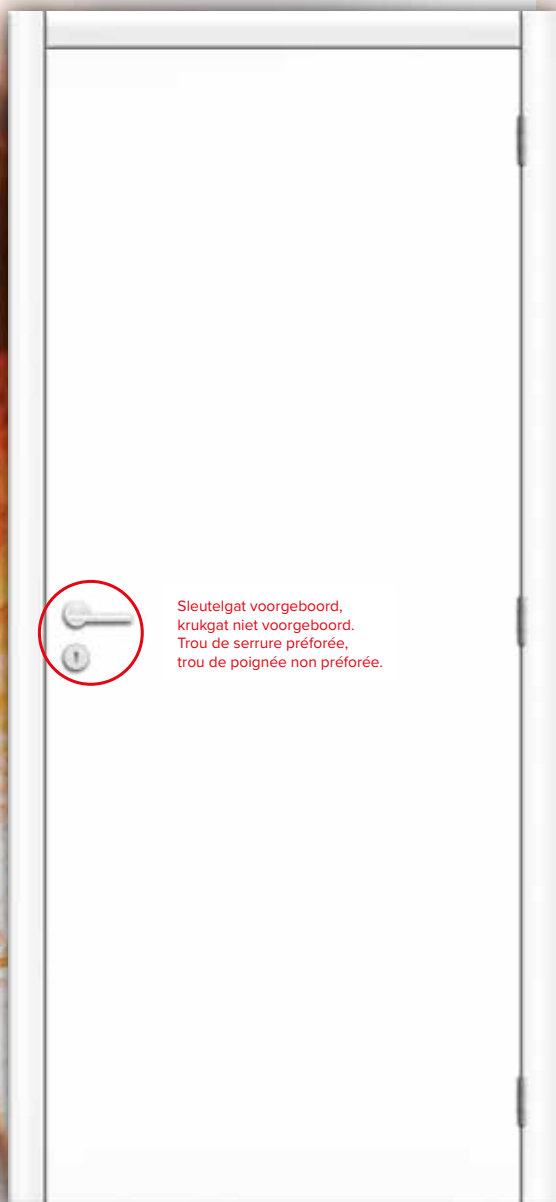 Sleutelgat voorgeboord,
krukgat niet voorgeboord.
Trou de serrure préforée,
trou de poignée non préforée.